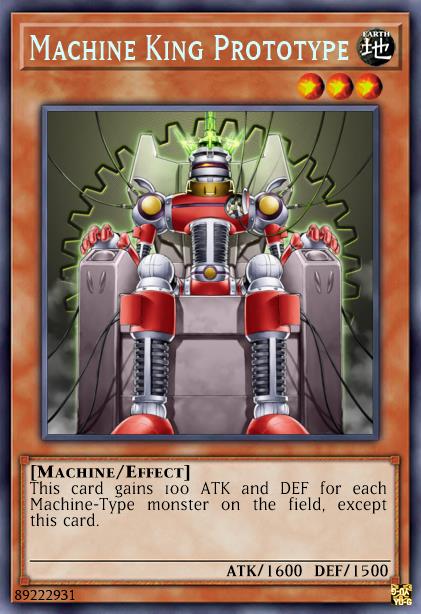 Machine King Prototype
EARTH
地
[Machine/Effect]
This card gains 100 ATK and DEF for each
Machine-Type monster on the field, except
this card.
ATK/1600 DEF/1500
89222931